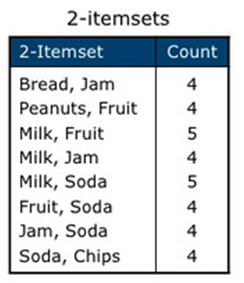 2-itemsets
2-Itemset Count
Bread, Jam 4
Peanuts, Fruit 4
Milk, Fruit 5
Milk, Jam 4
Milk, Soda 5
Fruit, Soda 4
Jam, Soda 4
Soda, Chips 4